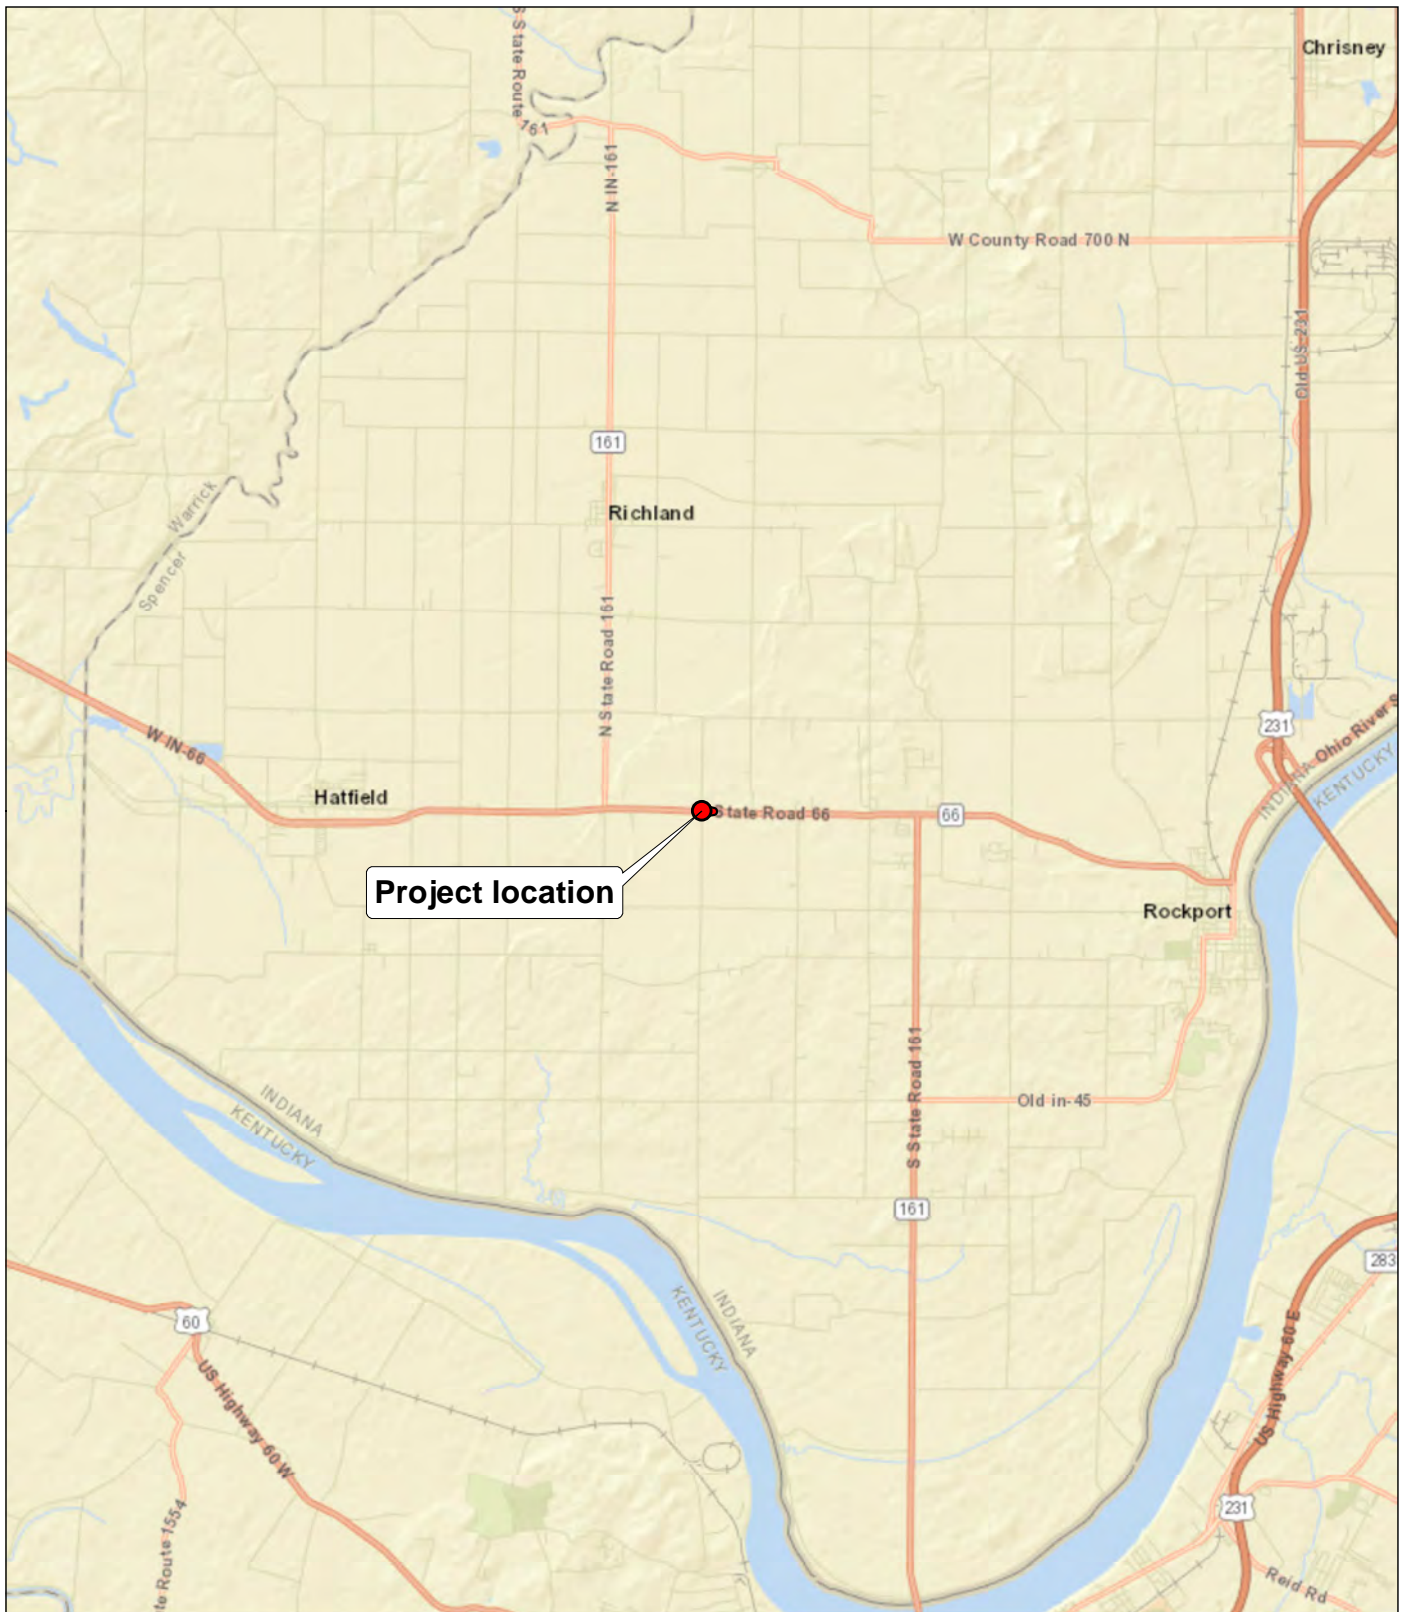 Chrisney
S State Route 161
N IN-161
W County Road 700 N
Old US 231
161
Richland
Warrick
Spencer
N State Road 161
W IN-66
Hatfield
State Road 66
66
231
INDIANA
Ohio River S
KENTUCKY
Project location
Rockport
S State Road 161
Old in-45
INDIANA
KENTUCKY
161
INDIANA
KENTUCKY
283
60
US Highway 60 W
US Highway 60 E
te Route 1554
231
Reid Rd